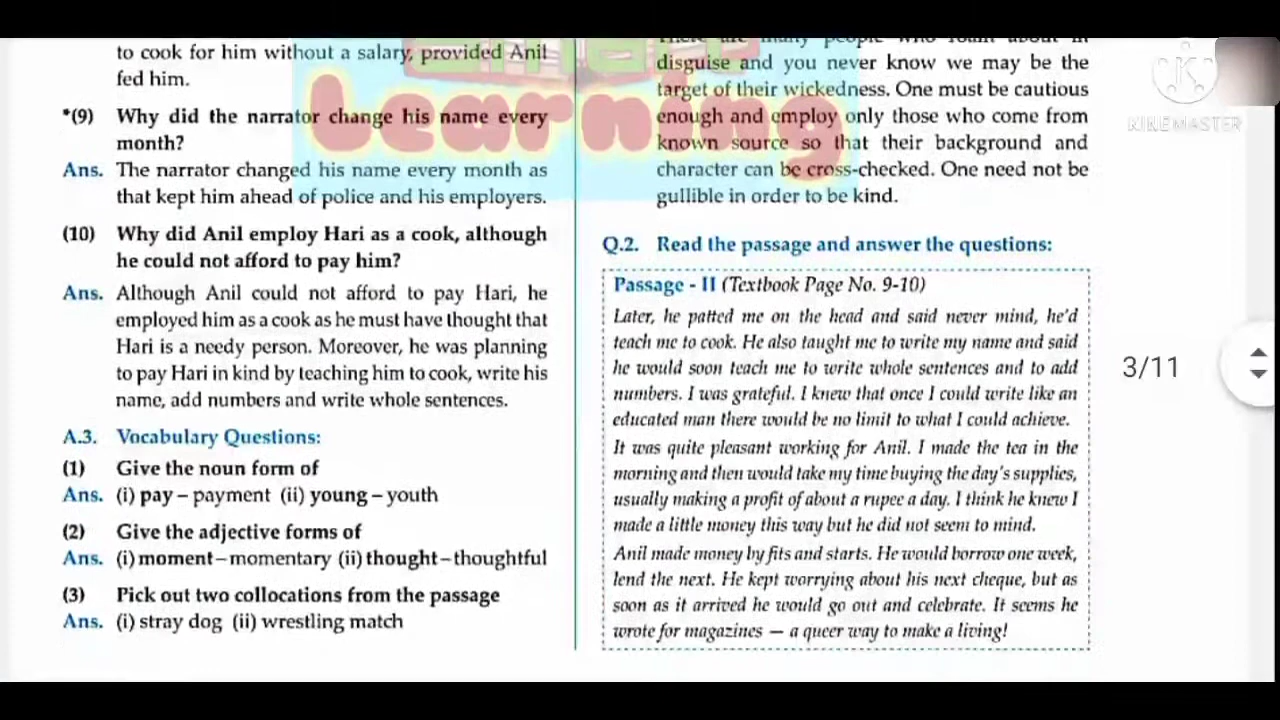 to cook for him without a salary, provided Anil
fed him.
*(9) Why did the narrator change his name every
month?
Ans. The narrator changed his name every month as
that kept him ahead of police and his employers.
(10) Why did Anil employ Hari as a cook, although
he could not afford to pay him?
Ans. Although Anil could not afford to pay Hari, he
employed him as a cook as he must have thought that
Hari is a needy person. Moreover, he was planning
to pay Hari in kind by teaching him to cook, write his
name, add numbers and write whole sentences.
A.3. Vocabulary Questions:
(1) Give the noun form of
Ans. (i) pay – payment (ii) young – youth
(2) Give the adjective forms of
Ans. (i) moment – momentary (ii) thought – thoughtful
(3) Pick out two collocations from the passage
Ans. (i) stray dog (ii) wrestling match
There are many people who roam about in
disguise and you never know we may be the
target of their wickedness. One must be cautious
enough and employ only those who come from
known source so that their background and
character can be cross-checked. One need not be
gullible in order to be kind.
Q.2. Read the passage and answer the questions:
Passage - II (Textbook Page No. 9-10)
Later, he patted me on the head and said never mind, he'd
teach me to cook. He also taught me to write my name and said
he would soon teach me to write whole sentences and to add
numbers. I was grateful. I knew that once I could write like an
educated man there would be no limit to what I could achieve.
It was quite pleasant working for Anil. I made the tea in the
morning and then would take my time buying the day's supplies,
usually making a profit of about a rupee a day. I think he knew I
made a little money this way but he did not seem to mind.
Anil made money by fits and starts. He would borrow one week,
lend the next. He kept worrying about his next cheque, but as
soon as it arrived he would go out and celebrate. It seems he
wrote for magazines — a queer way to make a living!
Learning
K
KINEMASTER
3/11